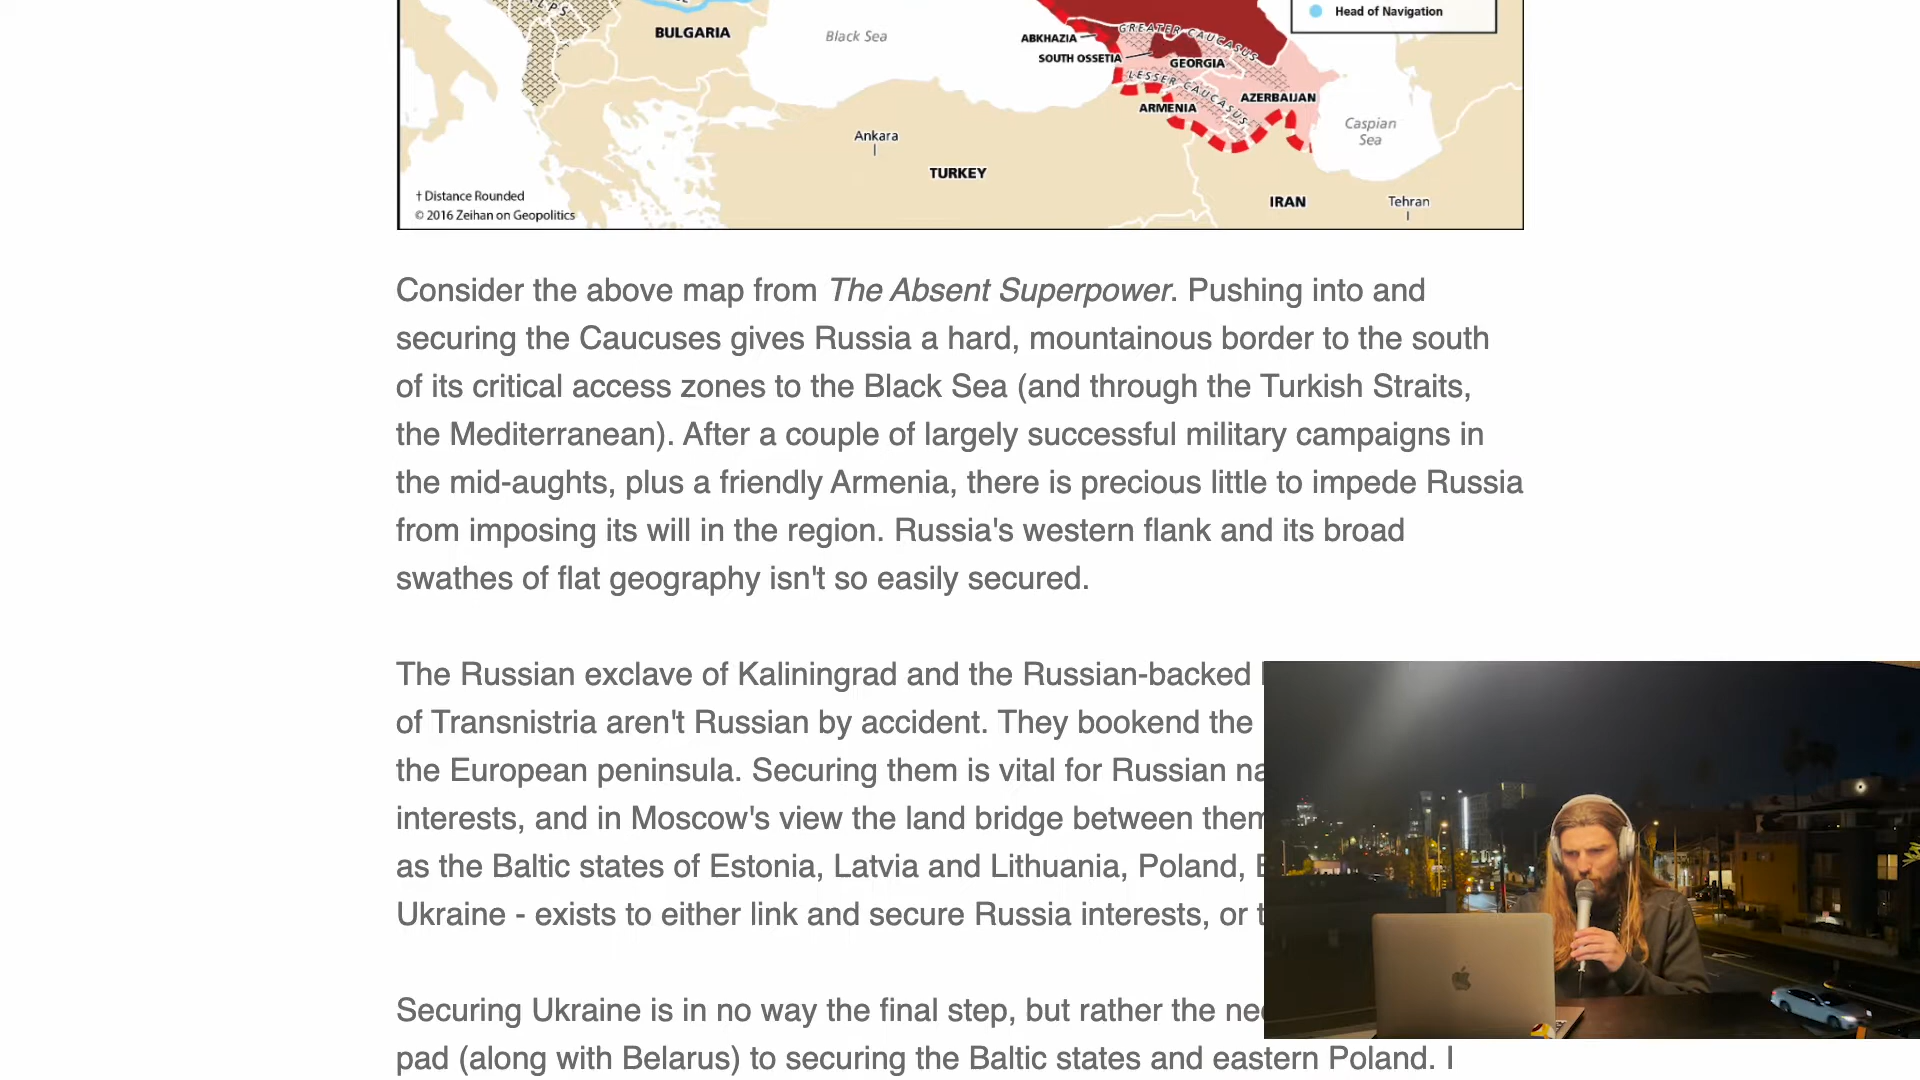 Head of Navigation
ALPS
BULGARIA
Black Sea
ABKHAZIA
GREATER CAUCASUS
SOUTH OSSETIA
GEORGIA
LESSER CAUCASUS
AZERBAIJAN
ARMENIA
Caspian
Sea
Ankara
TURKEY
† Distance Rounded
IRAN
Tehran
© 2016 Zeihan on Geopolitics
Consider the above map from The Absent Superpower. Pushing into and
securing the Caucuses gives Russia a hard, mountainous border to the south
of its critical access zones to the Black Sea (and through the Turkish Straits,
the Mediterranean). After a couple of largely successful military campaigns in
the mid-aughts, plus a friendly Armenia, there is precious little to impede Russia
from imposing its will in the region. Russia's western flank and its broad
swathes of flat geography isn't so easily secured.
The Russian exclave of Kaliningrad and the Russian-backed
of Transnistria aren't Russian by accident. They bookend the
the European peninsula. Securing them is vital for Russian na
interests, and in Moscow's view the land bridge between them
as the Baltic states of Estonia, Latvia and Lithuania, Poland,
Ukraine - exists to either link and secure Russia interests, or t
Securing Ukraine is in no way the final step, but rather the ne
pad (along with Belarus) to securing the Baltic states and eastern Poland. I